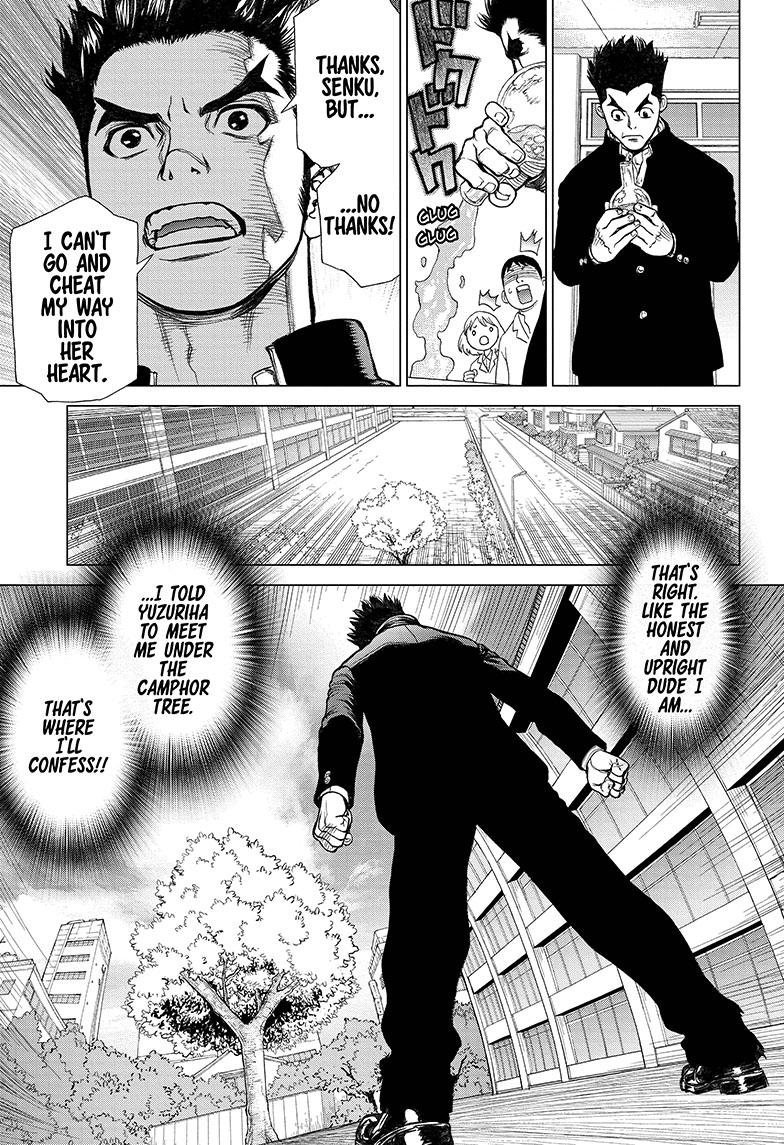 ドクドク
GLUG
GLUG
THANKS,
SENKU,
BUT...
...NO
THANKS!
I CAN'T
GO AND
CHEAT
MY WAY
INTO
HER
HEART.
THAT'S
RIGHT.
LIKE THE
HONEST
AND
UPRIGHT
DUDE I
AM...
...I TOLD
YUZURIHA
TO MEET
ME UNDER
THE
CAMPHOR
TREE.
THAT'S
WHERE
I'LL
CONFESS!!